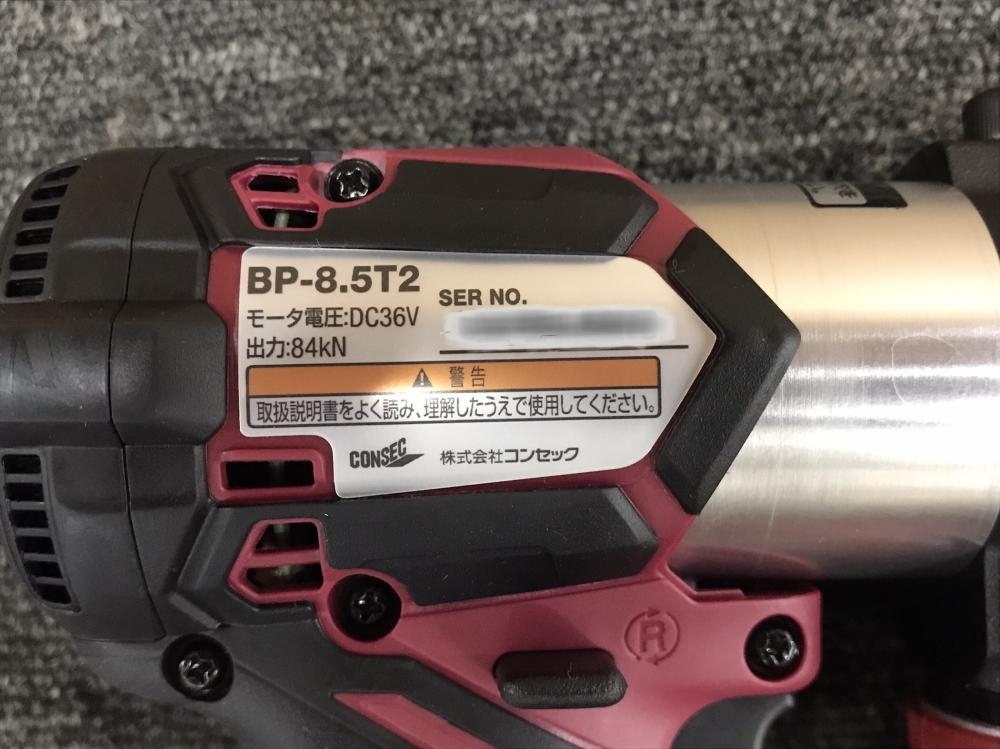 BP-8.5T2
SER NO.
モータ電圧:DC36V
出力:84kN
警告
取扱説明書をよく読み、理解したうえで使用してください。
CONSEC 株式会社コンセック
R